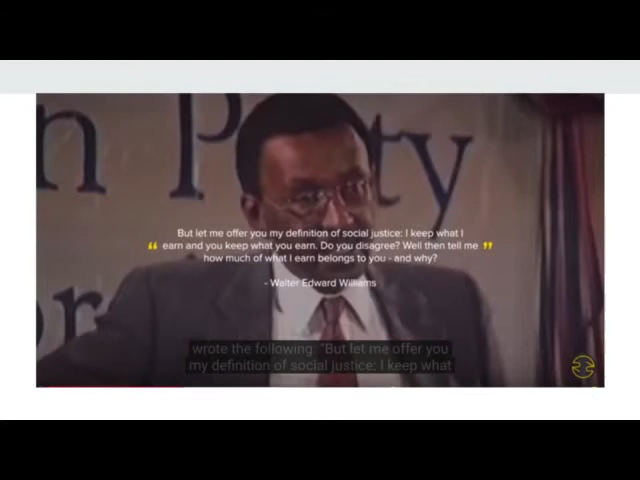 n Party
or
But let me offer you my definition of social justice: I keep what I
“ earn and you keep what you earn. Do you disagree? Well then tell me ”
how much of what I earn belongs to you - and why?
- Walter Edward Williams
wrote the following: "But let me offer you
my definition of social justice; I keep what